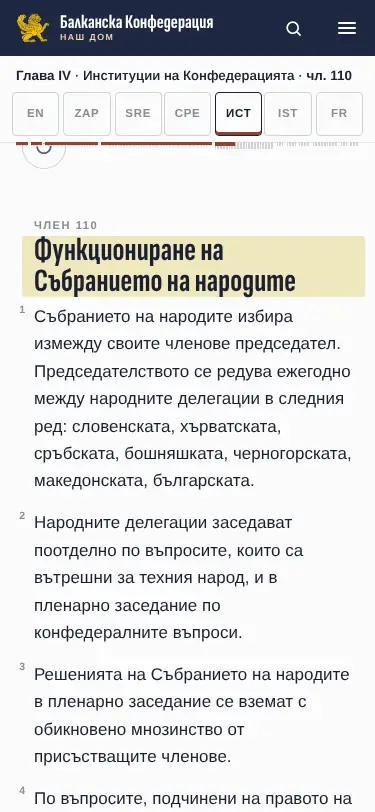 Балканска Конфедерация
НАШ ДОМ
Глава IV · Институции на Конфедерацията · чл. 110
EN ZAP SRE СРЕ ИСТ IST FR
ЧЛЕН 110
Функциониране на
Събранието на народите
1 Събранието на народите избира
измежду своите членове председател.
Председателството се редува ежегодно
между народните делегации в следния
ред: словенската, хърватската,
сръбската, бошняшката, черногорската,
македонската, българската.
2 Народните делегации заседават
поотделно по въпросите, които са
вътрешни за техния народ, и в
пленарно заседание по
конфедералните въпроси.
3 Решенията на Събранието на народите
в пленарно заседание се вземат с
обикновено мнозинство от
присъстващите членове.
4 По въпросите, подчинени на правото на